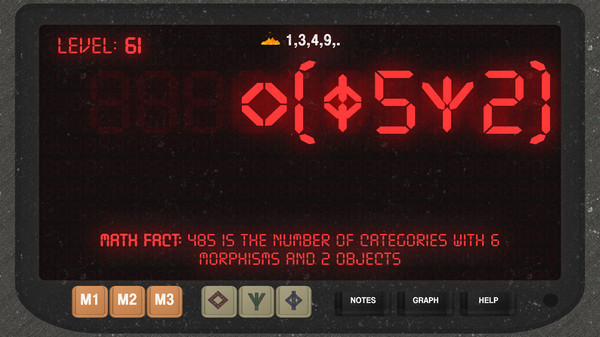 LEVEL: 61
1,3,4,9,.
◇(⌽5Ψ2)
MATH FACT: 485 IS THE NUMBER OF CATEGORIES WITH 6
MORPHISMS AND 2 OBJECTS
M1 M2 M3 NOTES GRAPH HELP